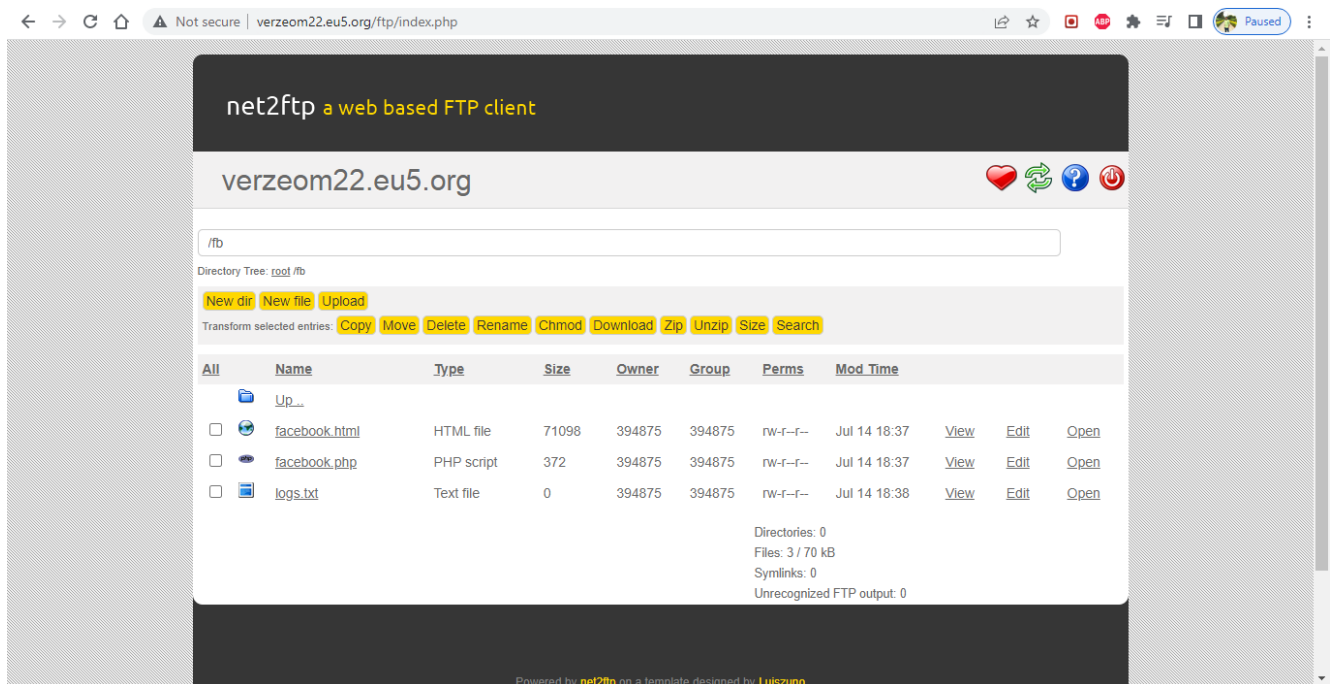 Not secure verzeom22.eu5.org/ftp/index.php ABP Paused
net2ftp a web based FTP client
verzeom22.eu5.org
/fb
Directory Tree: root /fb
New dir New file Upload
Transform selected entries: Copy Move Delete Rename Chmod Download Zip Unzip Size Search
All Name Type Size Owner Group Perms Mod Time
Up ..
facebook.html HTML file 71098 394875 394875 rw-r--r-- Jul 14 18:37 View Edit Open
facebook.php PHP script 372 394875 394875 rw-r--r-- Jul 14 18:37 View Edit Open
logs.txt Text file 0 394875 394875 rw-r--r-- Jul 14 18:38 View Edit Open
Directories: 0
Files: 3 / 70 kB
Symlinks: 0
Unrecognized FTP output: 0
Powered by net2ftp on a template designed by Luiszuno